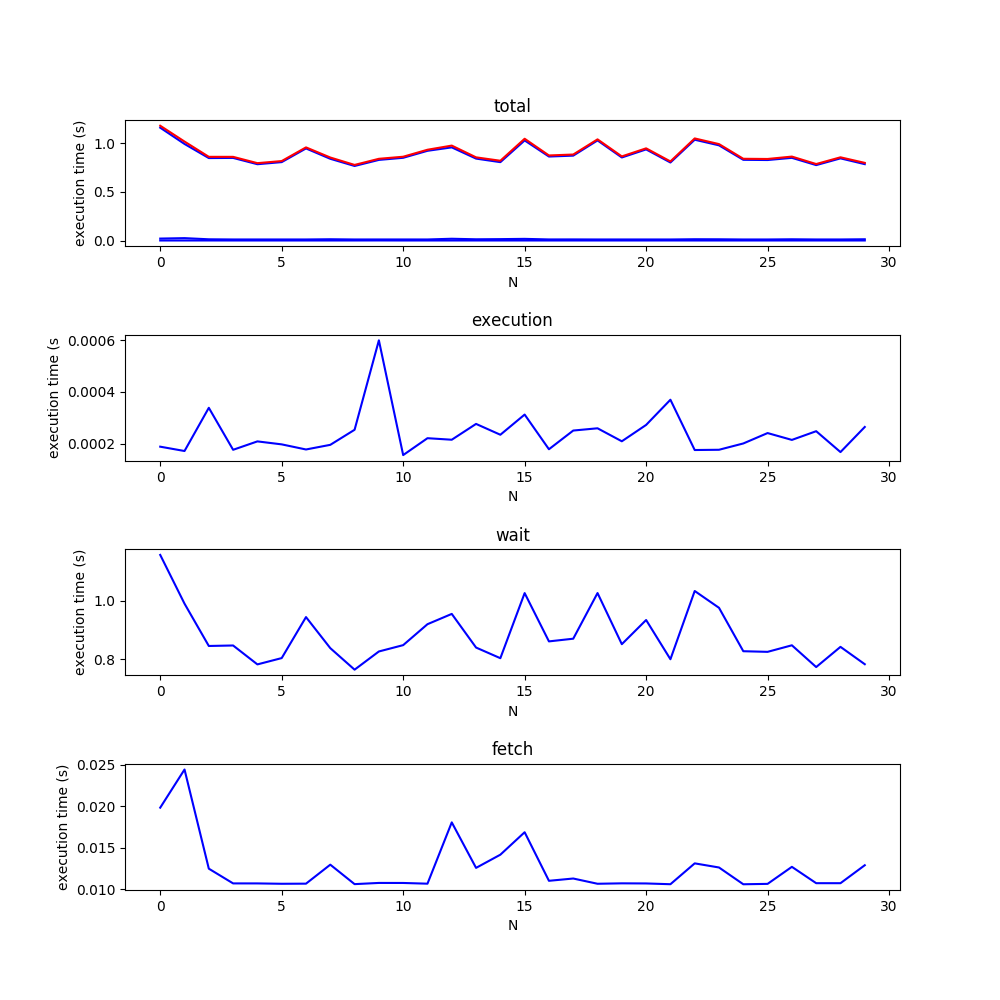 total
execution time (s)
1.0
0.5
0.0
0 5 10 15 20 25 30
N
execution
execution time (s
0.0006
0.0004
0.0002
0 5 10 15 20 25 30
N
wait
execution time (s)
1.0
0.8
0 5 10 15 20 25 30
N
fetch
execution time (s)
0.025
0.020
0.015
0.010
0 5 10 15 20 25 30
N